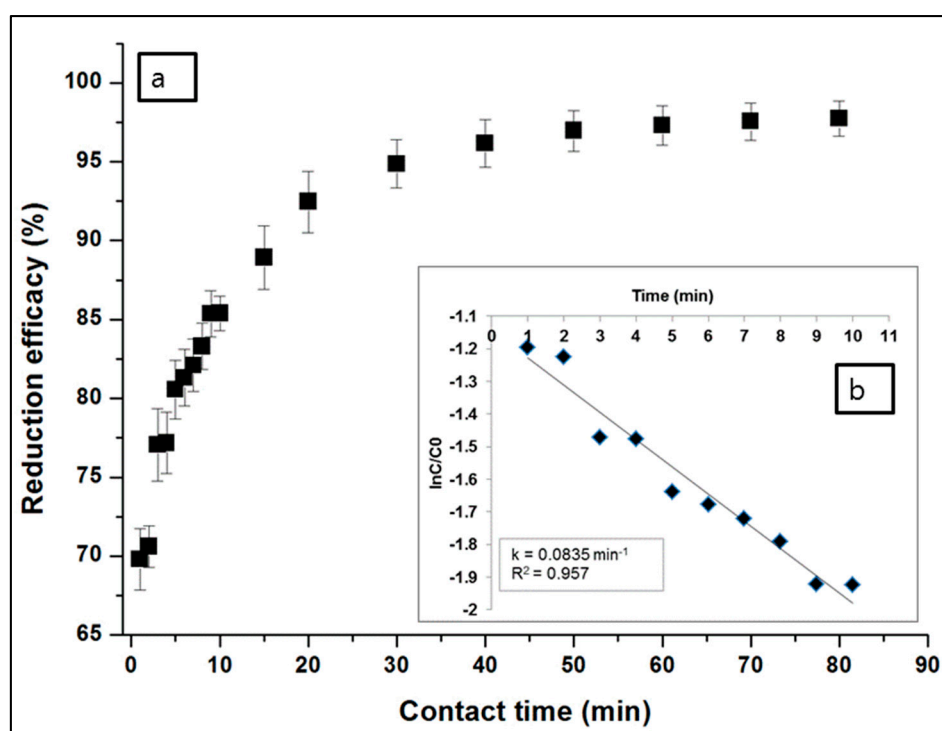 a
100
95
90
85
80
75
70
65
Reduction efficacy (%)
0 10 20 30 40 50 60 70 80 90
Contact time (min)
Time (min)
0 1 2 3 4 5 6 7 8 9 10 11
-1.1
-1.2
-1.3
-1.4
-1.5
-1.6
-1.7
-1.8
-1.9
-2
lnC/C0
b
k = 0.0835 min⁻¹
R² = 0.957